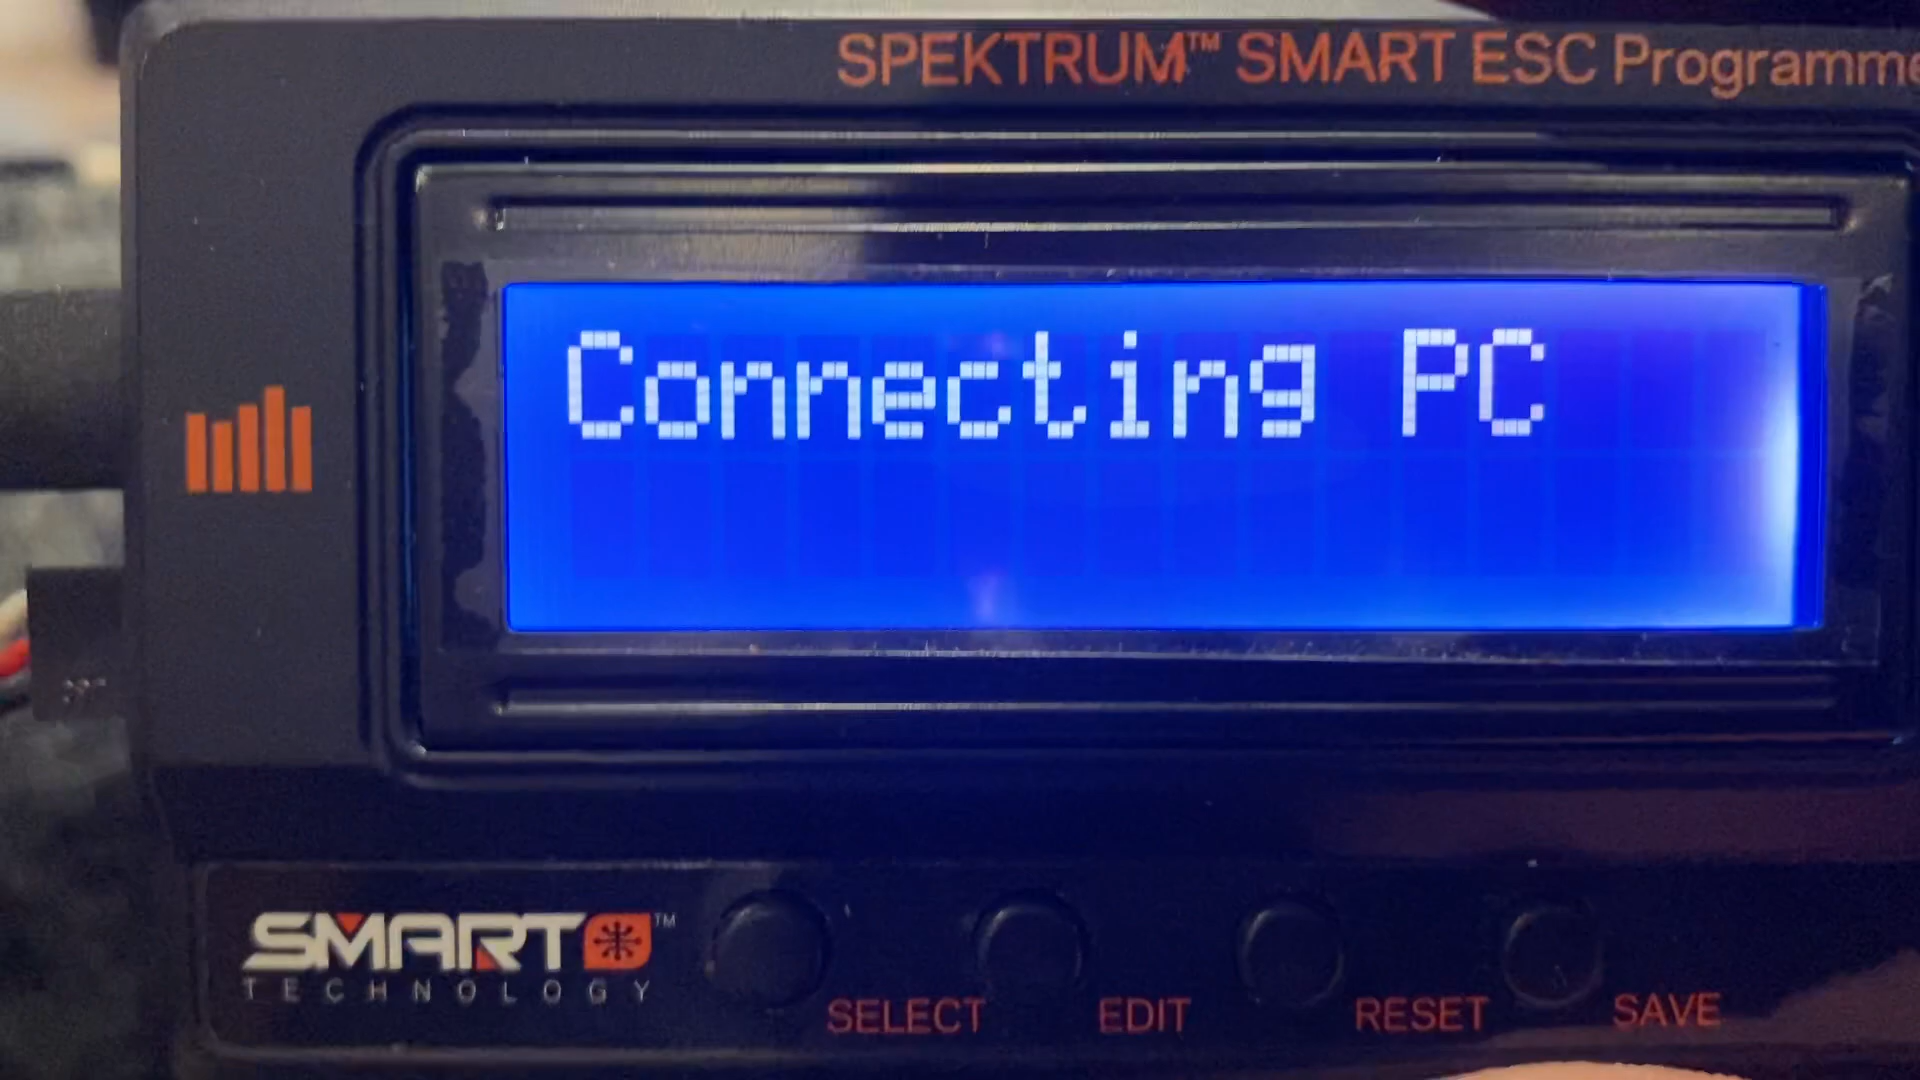 SPEKTRUM™ SMART ESC Programme
Connecting PC
SMART™
TECHNOLOGY
SELECT EDIT RESET SAVE